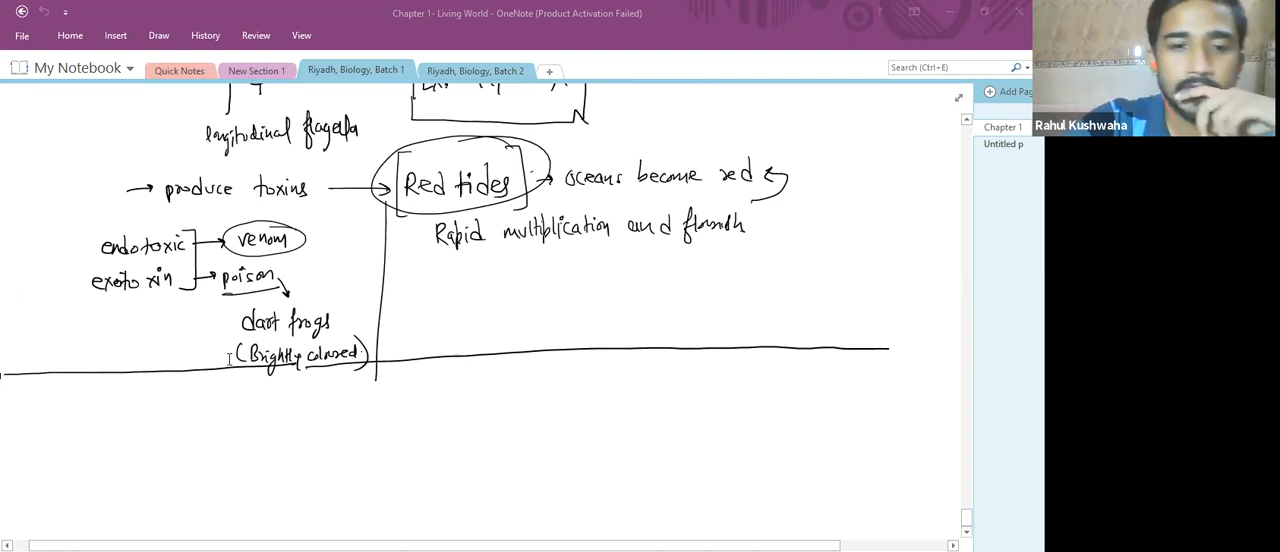 Chapter 1- Living World - OneNote (Product Activation Failed)
File Home Insert Draw History Review View
My Notebook
Quick Notes
New Section 1
Riyadh, Biology, Batch 1
Riyadh, Biology, Batch 2
Search (Ctrl+E)
Add Pag
Chapter 1
Untitled p
Rahul Kushwaha
longitudinal flagella
→ produce toxins → [Red tides] → oceans become red
Rapid multiplication and
endotoxic → venom
exotoxin → poison
dart frogs
(Brightly colored)